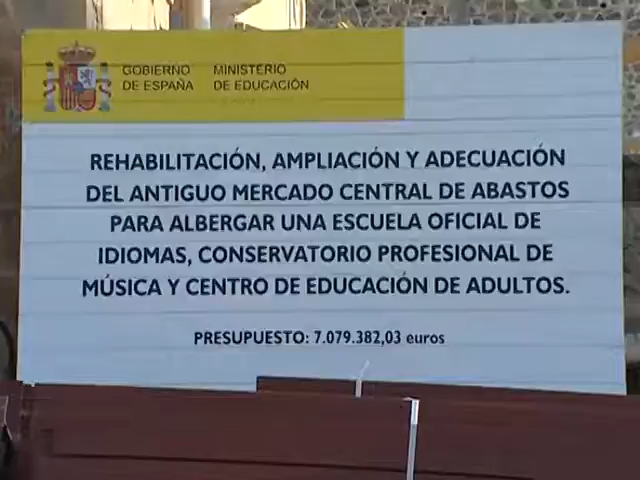 GOBIERNO DE ESPAÑA
MINISTERIO DE EDUCACIÓN
REHABILITACIÓN, AMPLIACIÓN Y ADECUACIÓN
DEL ANTIGUO MERCADO CENTRAL DE ABASTOS
PARA ALBERGAR UNA ESCUELA OFICIAL DE
IDIOMAS, CONSERVATORIO PROFESIONAL DE
MÚSICA Y CENTRO DE EDUCACIÓN DE ADULTOS.
PRESUPUESTO: 7.079.382,03 euros